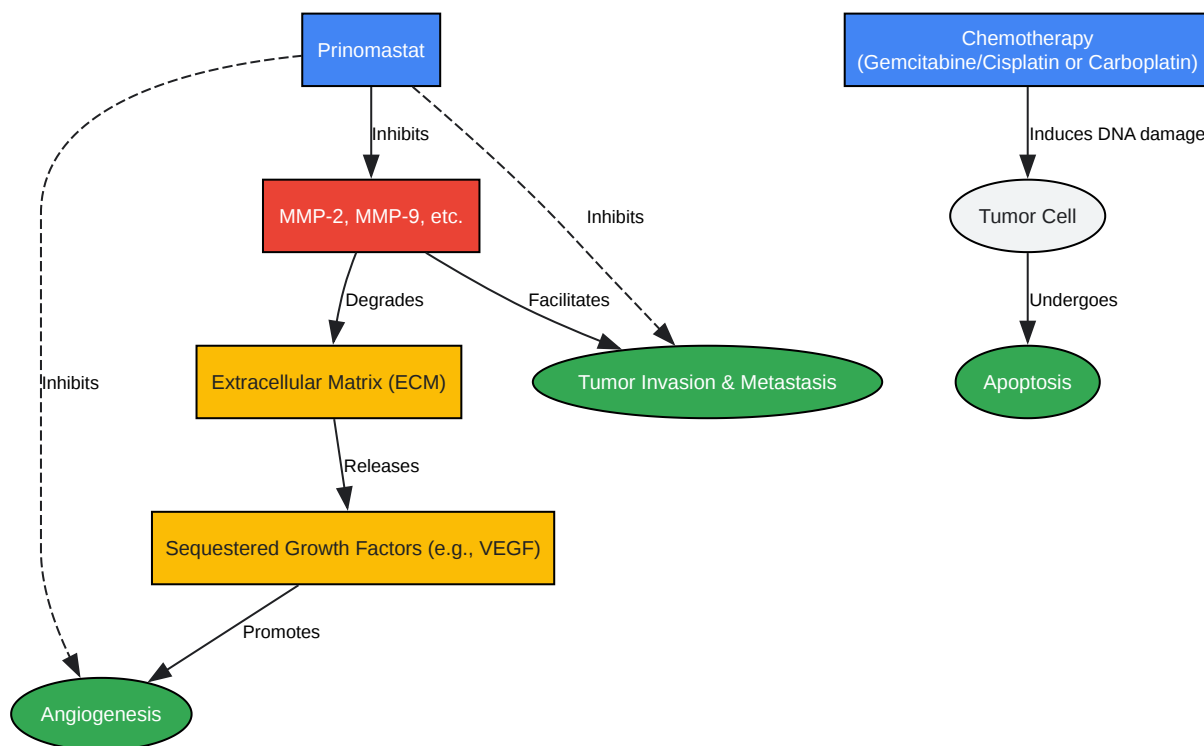 Prinomastat
Chemotherapy
(Gemcitabine/Cisplatin or Carboplatin)
Inhibits
Induces DNA damage
MMP-2, MMP-9, etc.
Inhibits
Tumor Cell
Degrades
Facilitates
Undergoes
Inhibits
Extracellular Matrix (ECM)
Tumor Invasion & Metastasis
Apoptosis
Releases
Sequestered Growth Factors (e.g., VEGF)
Promotes
Angiogenesis